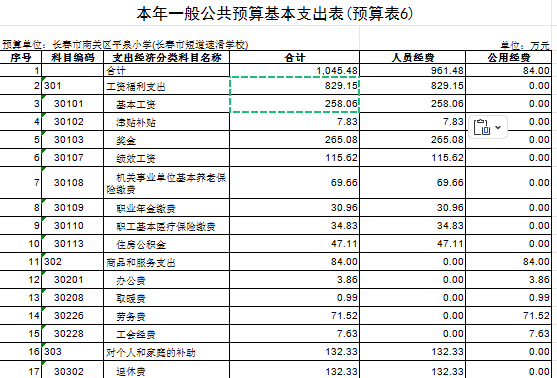 本年一般公共预算基本支出表(预算表6)
预算单位: 长春市南关区平泉小学(长春市短道速滑学校) 单位: 万元
序号 科目编码 支出经济分类科目名称 合计 人员经费 公用经费
1 合计 1,045.48 961.48 84.00
2 301 工资福利支出 829.15 829.15 0.00
3 30101 基本工资 258.06 258.06 0.00
4 30102 津贴补贴 7.83 7.83 0.00
5 30103 奖金 265.08 265.08 0.00
6 30107 绩效工资 115.62 115.62 0.00
7 30108 机关事业单位基本养老保险缴费 69.66 69.66 0.00
8 30109 职业年金缴费 30.96 30.96 0.00
9 30110 职工基本医疗保险缴费 34.83 34.83 0.00
10 30113 住房公积金 47.11 47.11 0.00
11 302 商品和服务支出 84.00 0.00 84.00
12 30201 办公费 3.86 0.00 3.86
13 30208 取暖费 0.99 0.00 0.99
14 30226 劳务费 71.52 0.00 71.52
15 30228 工会经费 7.63 0.00 7.63
16 303 对个人和家庭的补助 132.33 132.33 0.00
17 30302 退休费 132.33 132.33 0.00